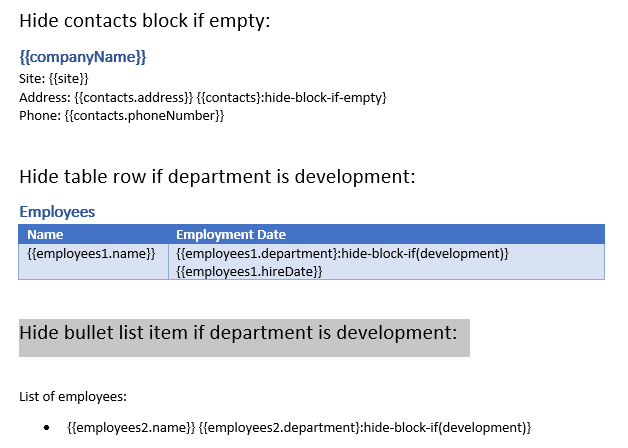 Hide contacts block if empty:
{{companyName}}
Site: {{site}}
Address: {{contacts.address}} {{contacts}:hide-block-if-empty}
Phone: {{contacts.phoneNumber}}
Hide table row if department is development:
Employees
Name Employment Date
{{employees1.name}} {{employees1.department}:hide-block-if(development)}
{{employees1.hireDate}}
Hide bullet list item if department is development:
List of employees:
• {{employees2.name}} {{employees2.department}:hide-block-if(development)}